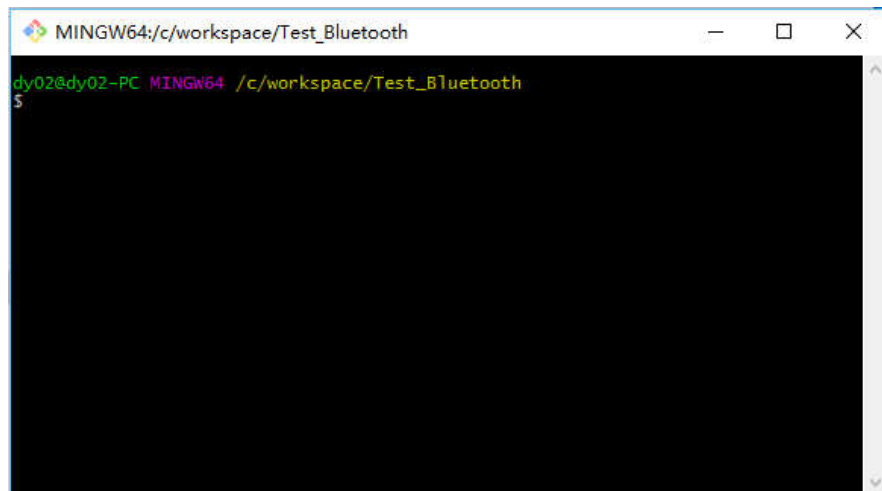 MINGW64:/c/workspace/Test_Bluetooth
dy02@dy02-PC MINGW64 /c/workspace/Test_Bluetooth
$